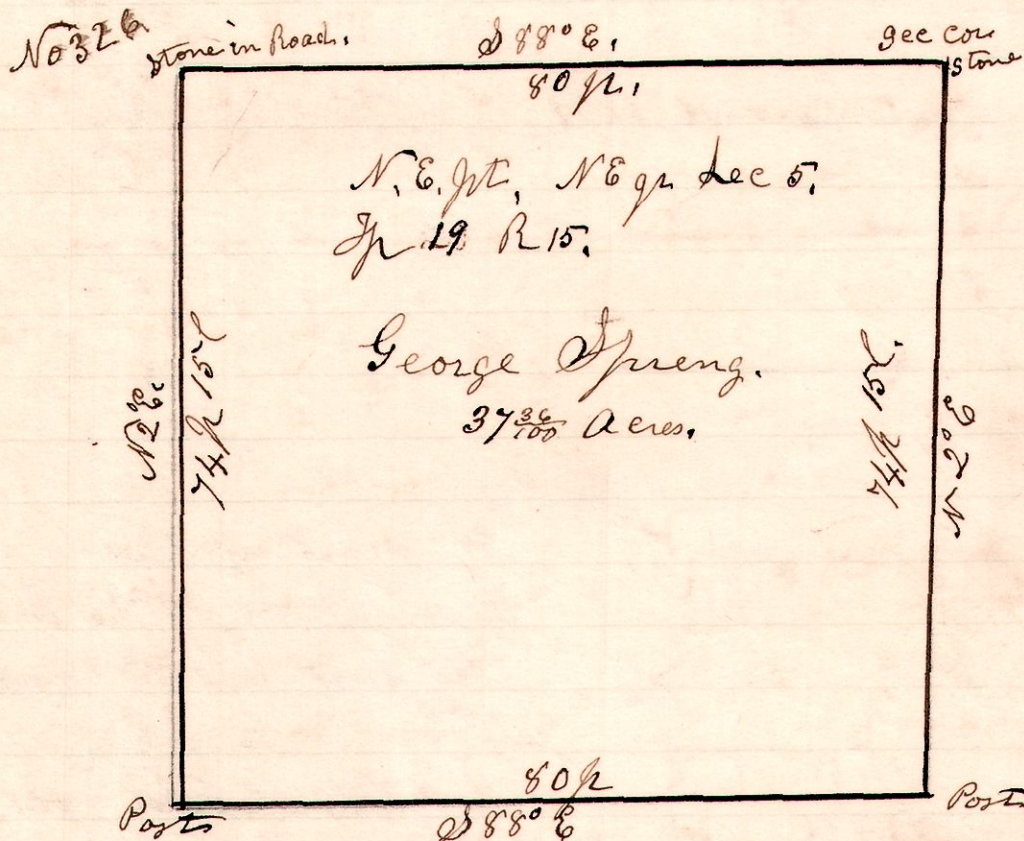 No 326
Stone in Road.
S 88° E.
Sec Cor
Stone
80 p.
N. E. pt, N E qr Sec 5.
Tp 19 R 15.
George Spreng.
37 36/100 Acres.
N 2° E.
74 p 15 l
74 p 15 l.
N 2° E
80 p
Posts
S 88° E
Posts